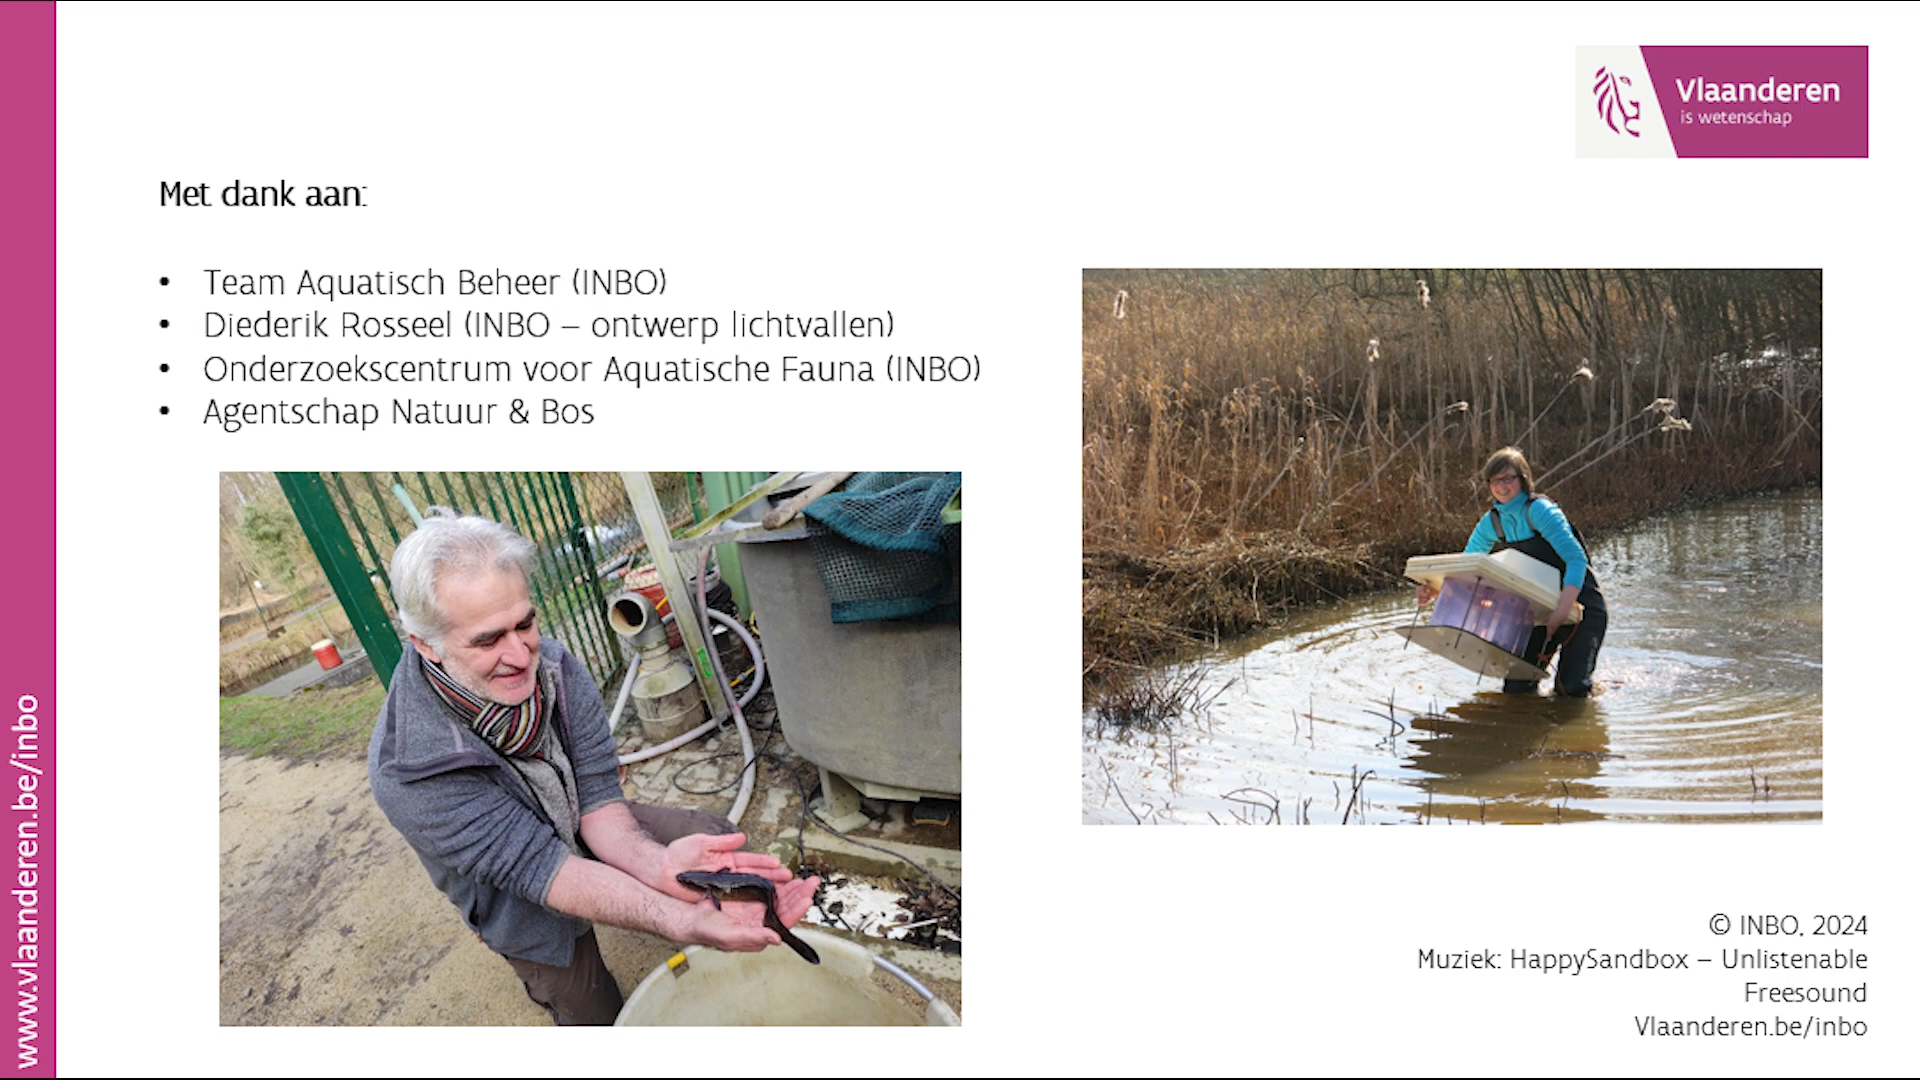 Vlaanderen
is wetenschap
Met dank aan:
• Team Aquatisch Beheer (INBO)
• Diederik Rosseel (INBO – ontwerp lichtvallen)
• Onderzoekscentrum voor Aquatische Fauna (INBO)
• Agentschap Natuur & Bos
www.vlaanderen.be/inbo
© INBO, 2024
Muziek: HappySandbox – Unlistenable
Freesound
Vlaanderen.be/inbo